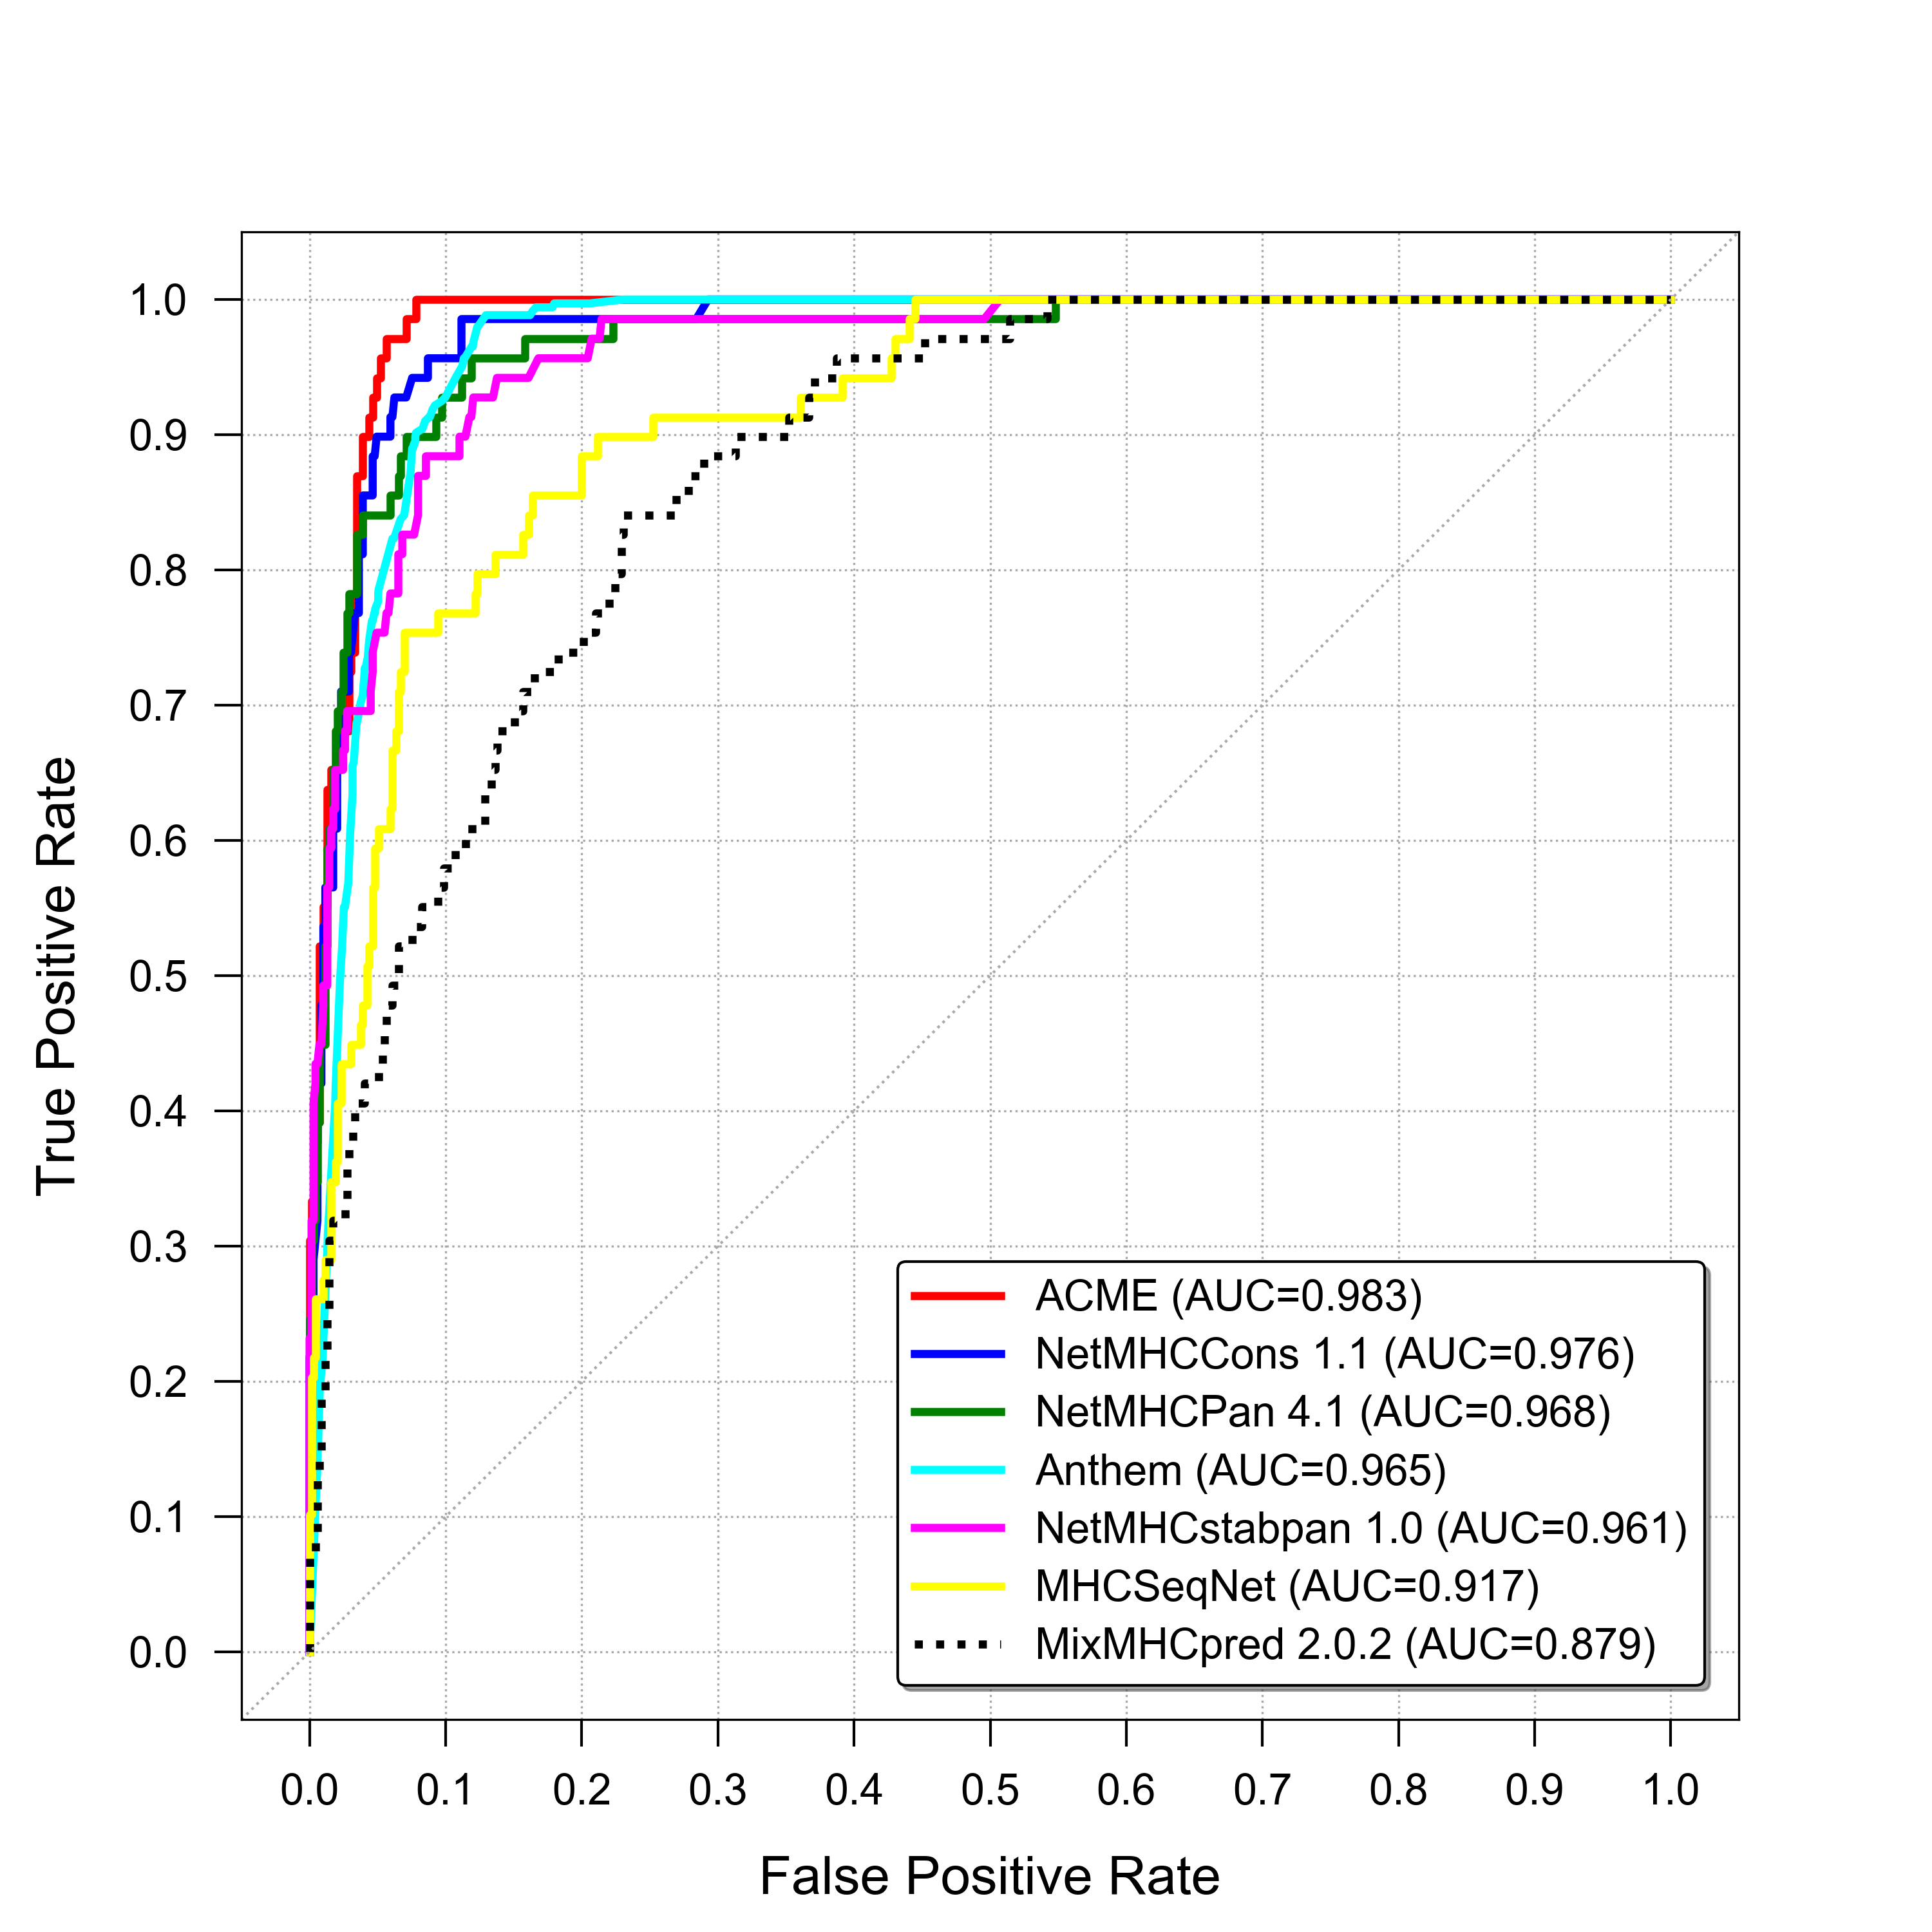 1.0
0.9
0.8
0.7
0.6
0.5
0.4
0.3
0.2
0.1
0.0
True Positive Rate
ACME (AUC=0.983)
NetMHCCons 1.1 (AUC=0.976)
NetMHCPan 4.1 (AUC=0.968)
Anthem (AUC=0.965)
NetMHCstabpan 1.0 (AUC=0.961)
MHCSeqNet (AUC=0.917)
MixMHCpred 2.0.2 (AUC=0.879)
0.0 0.1 0.2 0.3 0.4 0.5 0.6 0.7 0.8 0.9 1.0
False Positive Rate